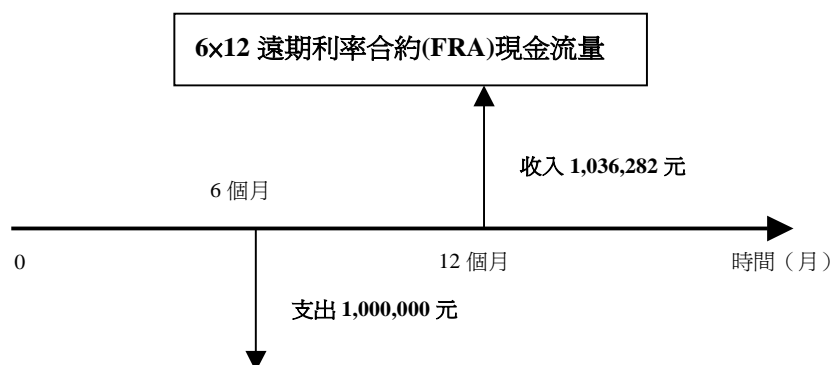 6×12 遠期利率合約(FRA)現金流量
收入 1,036,282 元
6 個月
0
12 個月
時間（月）
支出 1,000,000 元